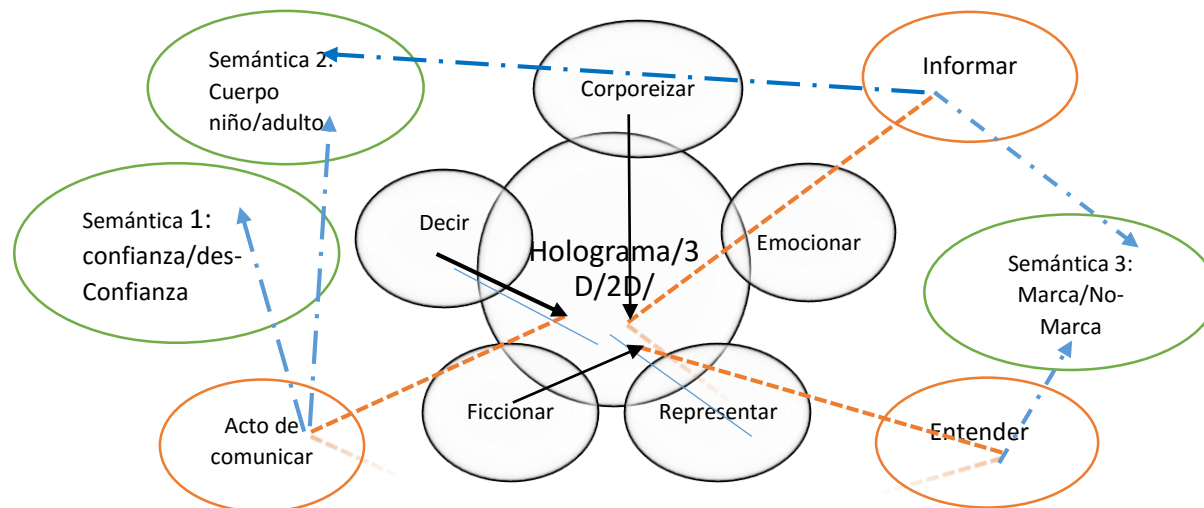 Semántica 2:
Cuerpo
niño/adulto
Corporeizar
Informar
Semántica 1:
confianza/des-
Confianza
Decir
Holograma/3
D/2D/
Emocionar
Semántica 3:
Marca/No-
Marca
Acto de
comunicar
Ficcionar
Representar
Entender